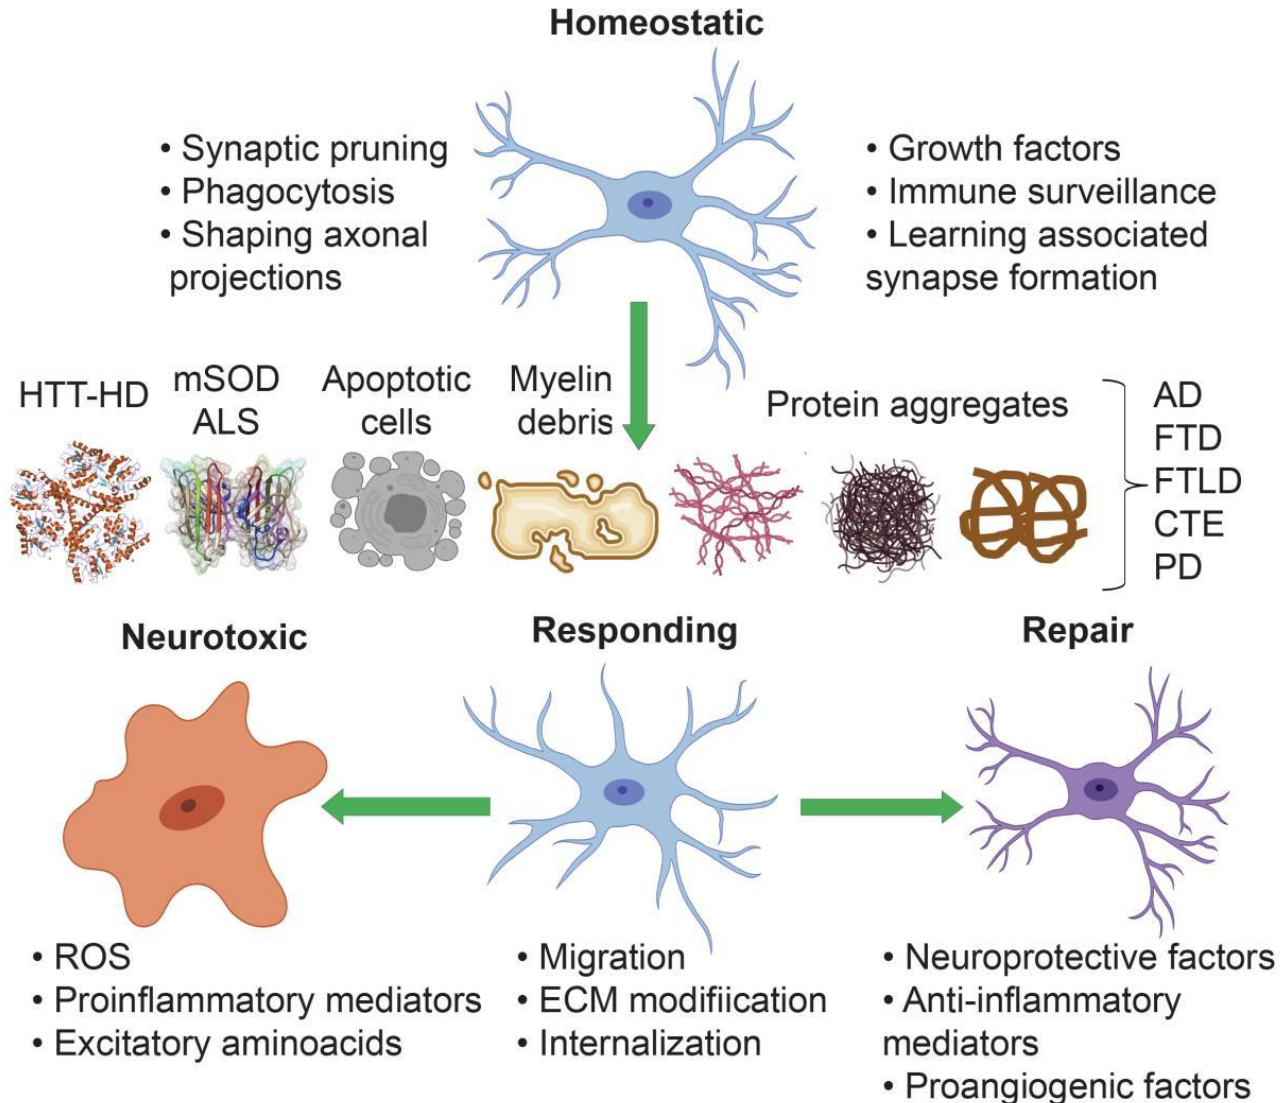 Homeostatic
• Synaptic pruning
• Phagocytosis
• Shaping axonal
projections
• Growth factors
• Immune surveillance
• Learning associated
synapse formation
HTT-HD
mSOD
ALS
Apoptotic
cells
Myelin
debris
Protein aggregates
AD
FTD
FTLD
CTE
PD
Neurotoxic
Responding
Repair
• ROS
• Proinflammatory mediators
• Excitatory aminoacids
• Migration
• ECM modifiication
• Internalization
• Neuroprotective factors
• Anti-inflammatory
mediators
• Proangiogenic factors